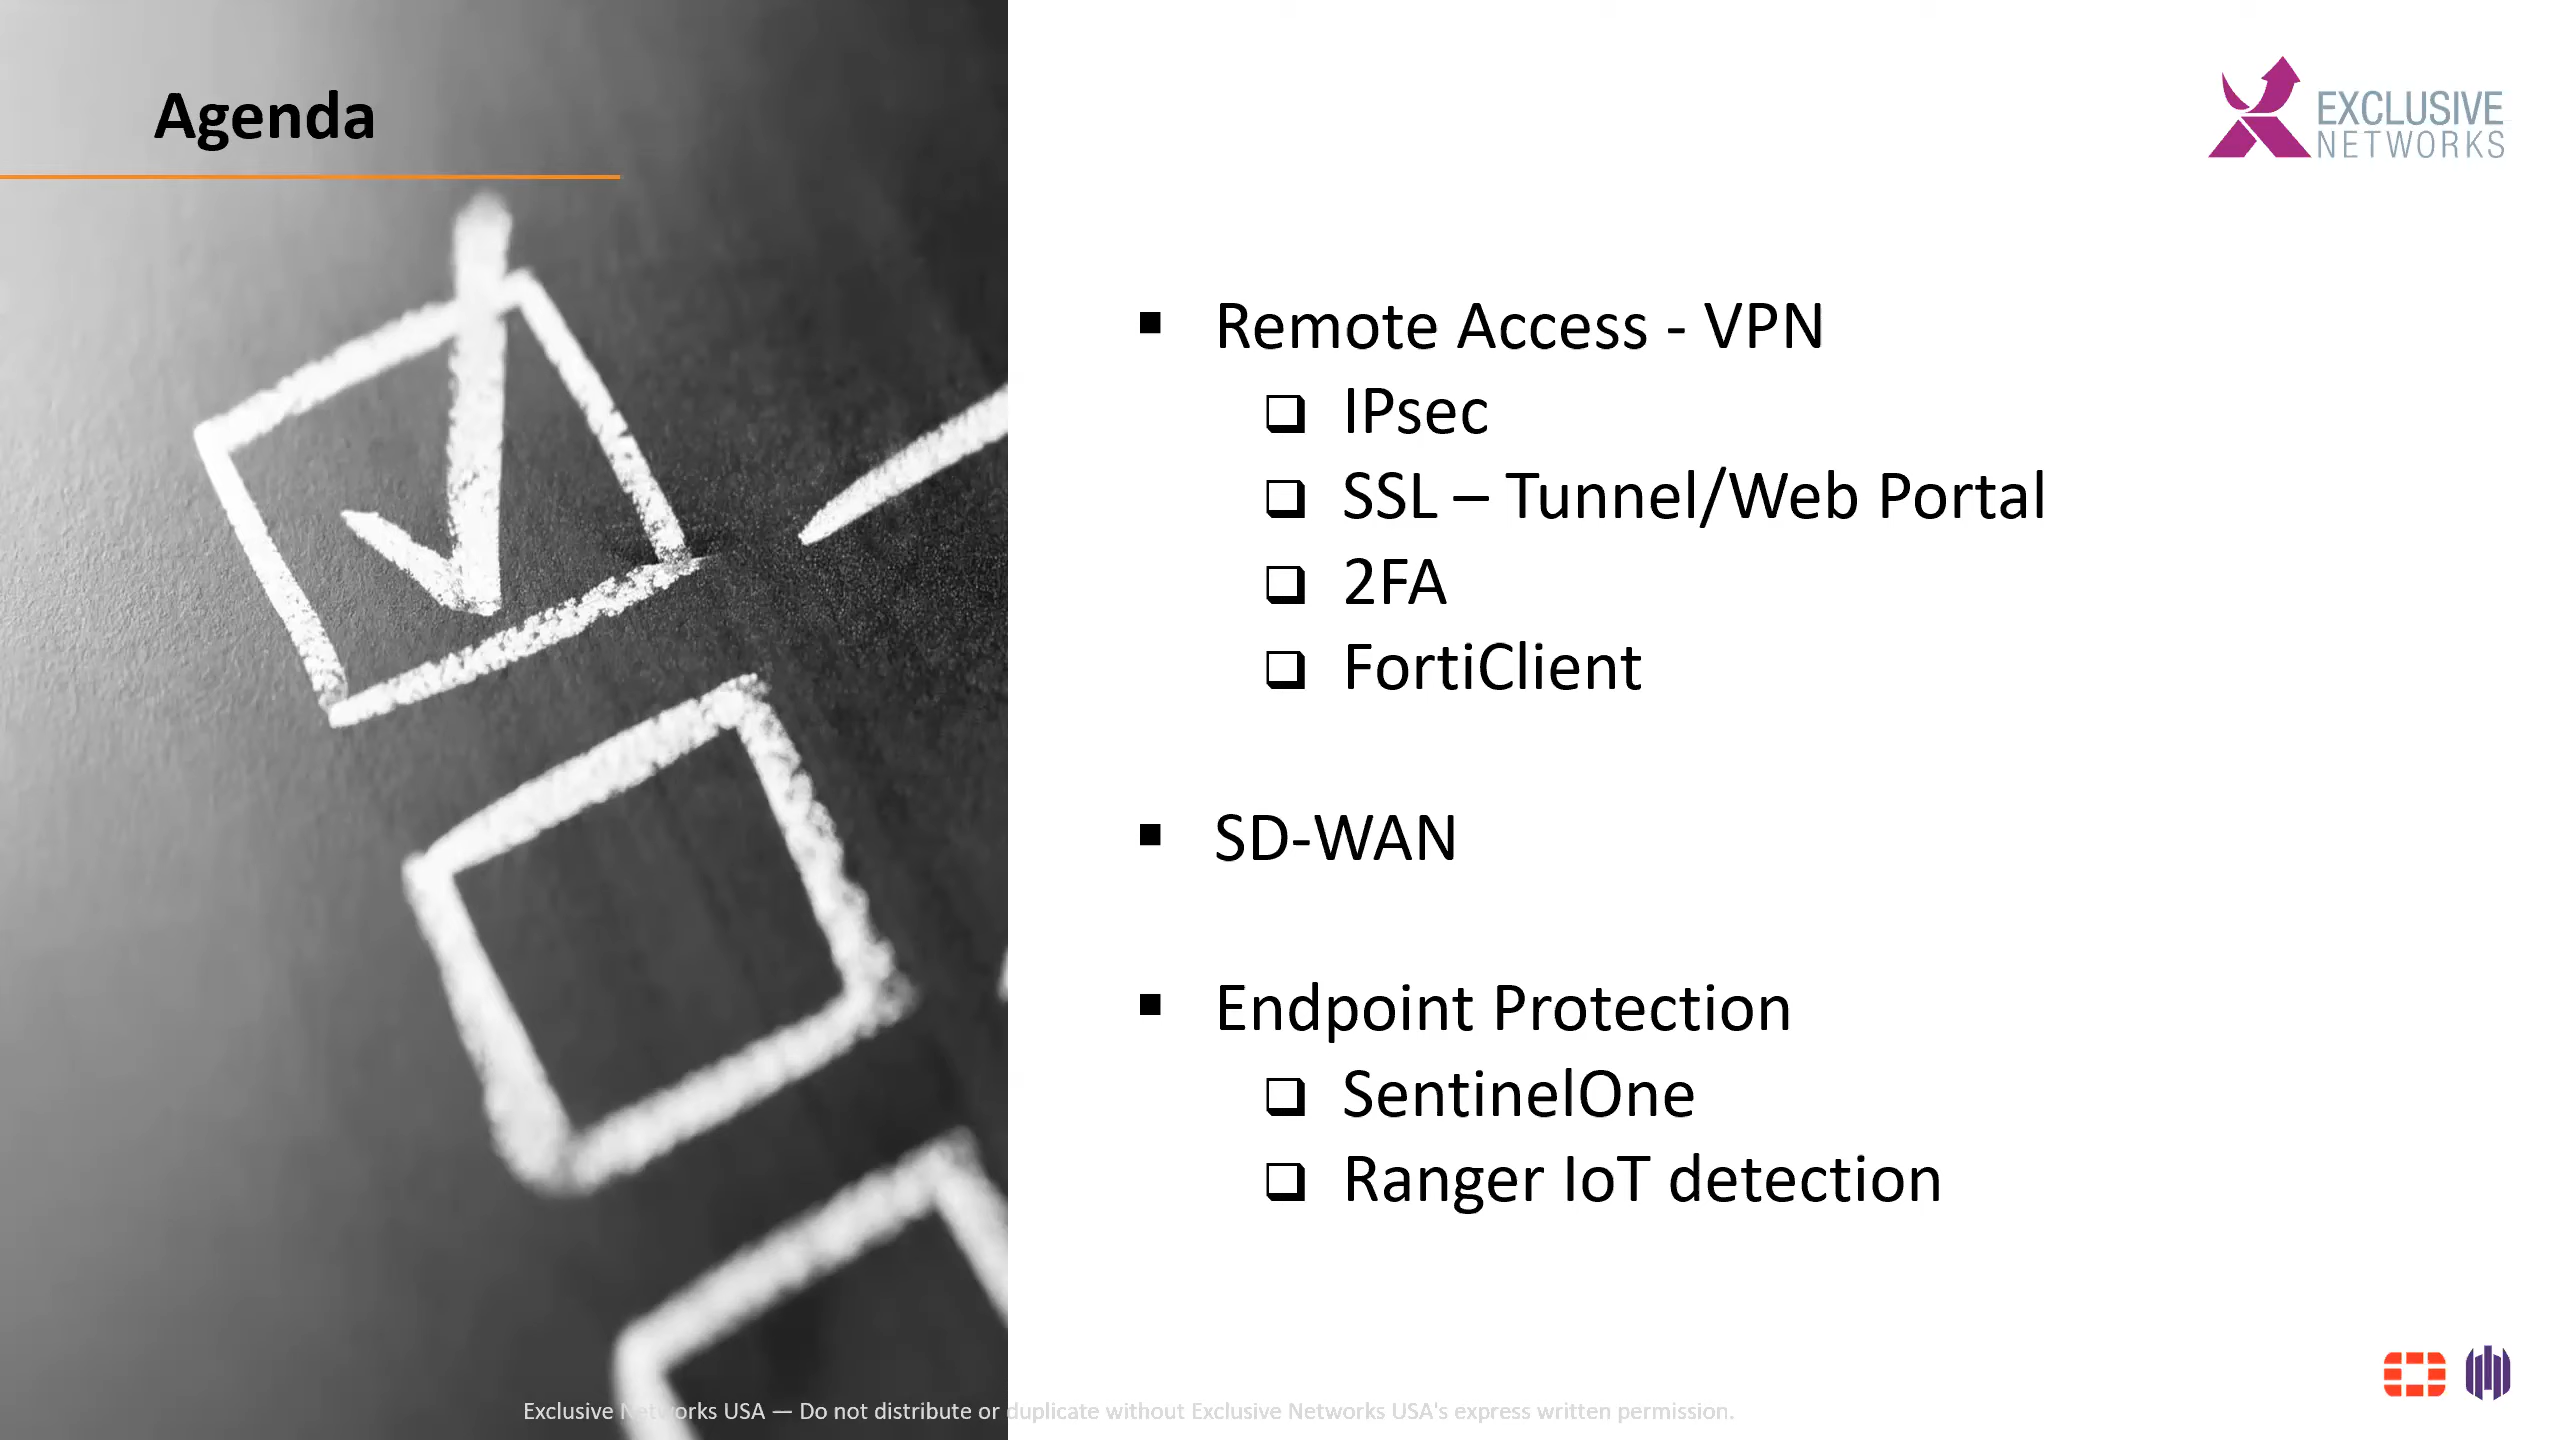 Agenda
EXCLUSIVE
NETWORKS
Remote Access - VPN
IPsec
SSL – Tunnel/Web Portal
2FA
FortiClient
SD-WAN
Endpoint Protection
SentinelOne
Ranger IoT detection
Exclusive Networks USA — Do not distribute or duplicate without Exclusive Networks USA's express written permission.